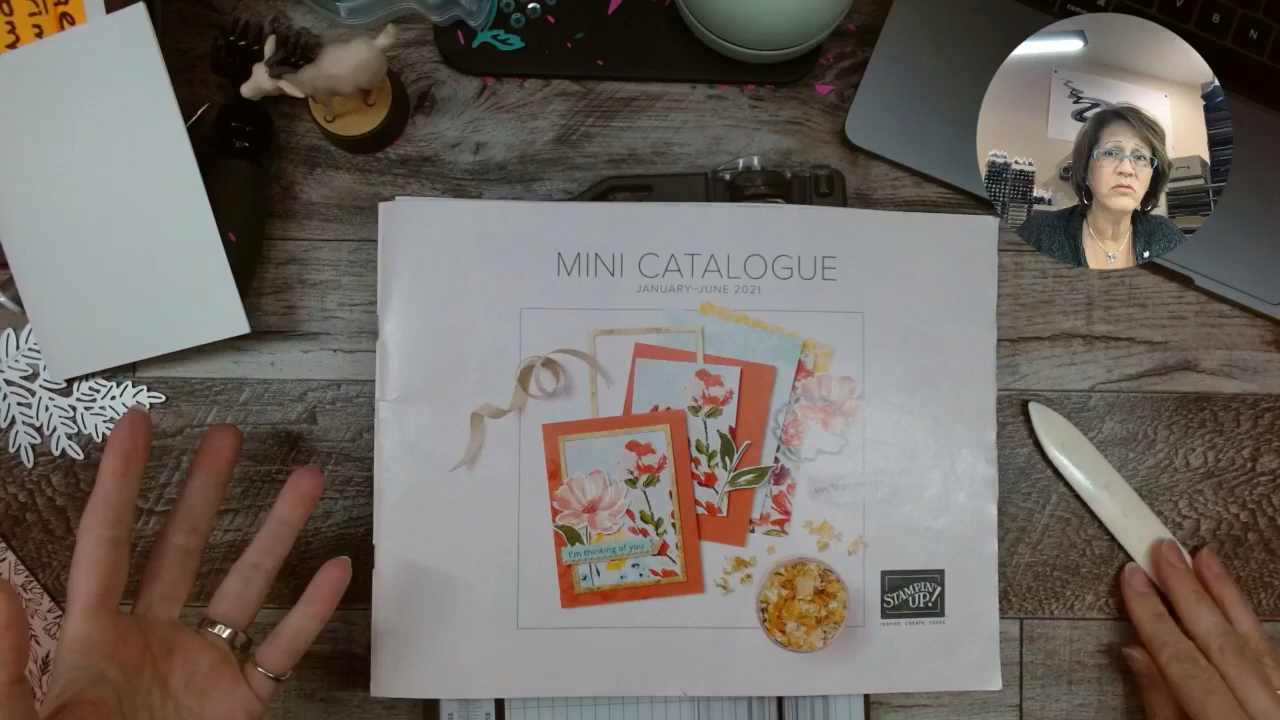 MINI CATALOGUE
JANUARY–JUNE 2021
I'm thinking of you
STAMPIN'
UP!
INSPIRE CREATE SHARE
V
B
N